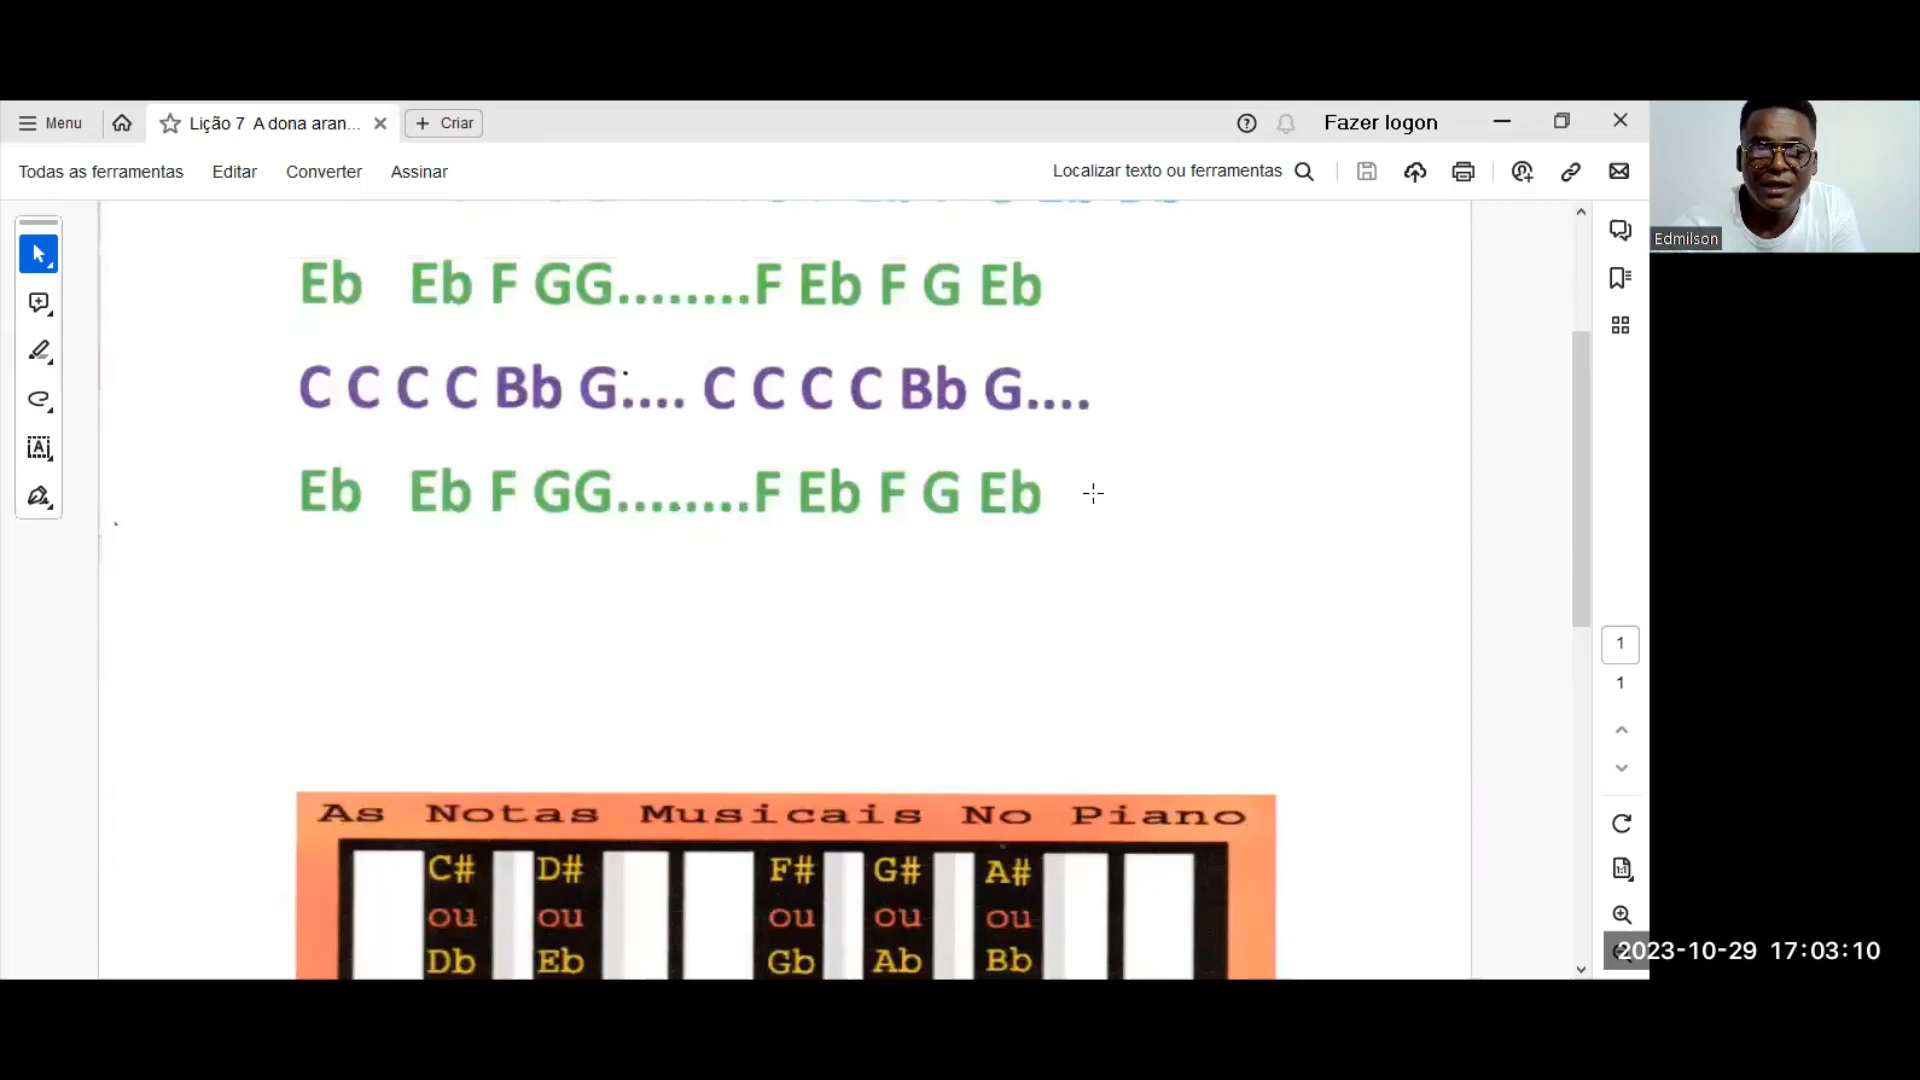 Menu
Lição 7 A dona aran...
Criar
Fazer logon
Todas as ferramentas
Editar
Converter
Assinar
Localizar texto ou ferramentas
Edmilson
Eb Eb F GG........F Eb F G Eb
C C C C Bb G.... C C C C Bb G....
Eb Eb F GG........F Eb F G Eb
1
1
As Notas Musicais No Piano
C# D# F# G# A#
ou ou ou ou ou
Db Eb Gb Ab Bb
2023-10-29 17:03:10